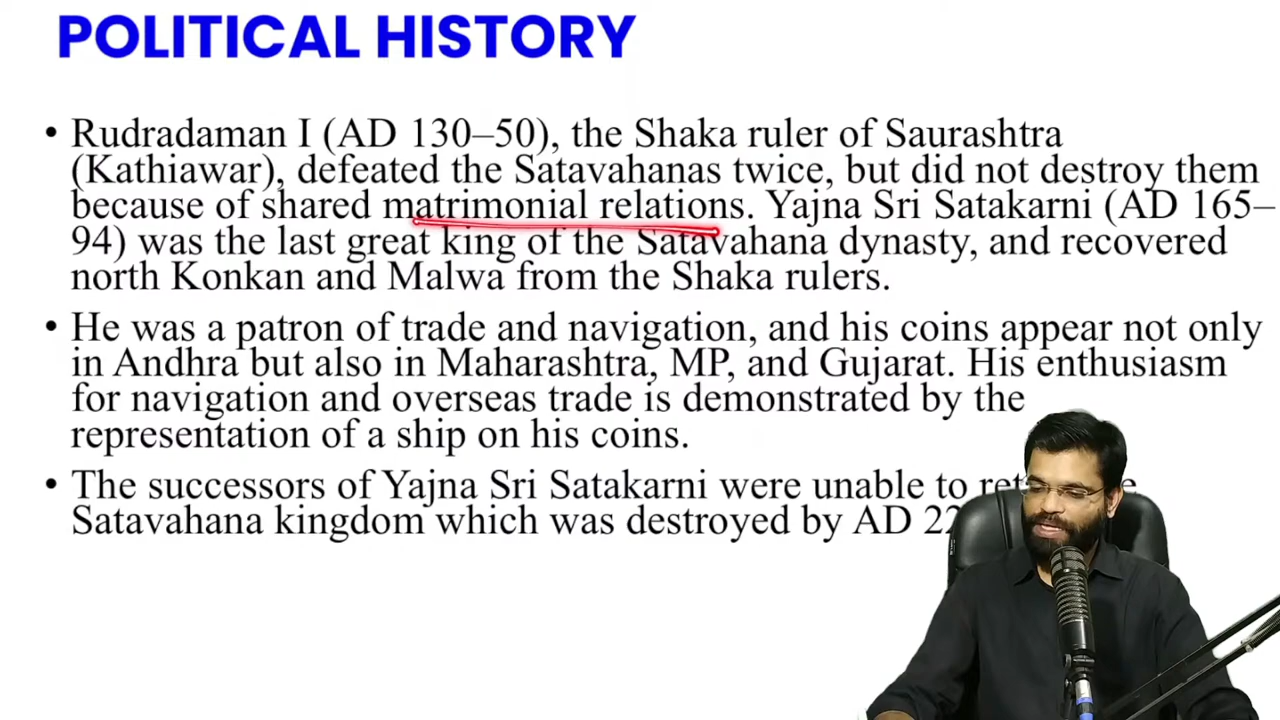 POLITICAL HISTORY
• Rudradaman I (AD 130–50), the Shaka ruler of Saurashtra
(Kathiawar), defeated the Satavahanas twice, but did not destroy them
because of shared matrimonial relations. Yajna Sri Satakarni (AD 165–
94) was the last great king of the Satavahana dynasty, and recovered
north Konkan and Malwa from the Shaka rulers.
• He was a patron of trade and navigation, and his coins appear not only
in Andhra but also in Maharashtra, MP, and Gujarat. His enthusiasm
for navigation and overseas trade is demonstrated by the
representation of a ship on his coins.
• The successors of Yajna Sri Satakarni were unable to
Satavahana kingdom which was destroyed by AD